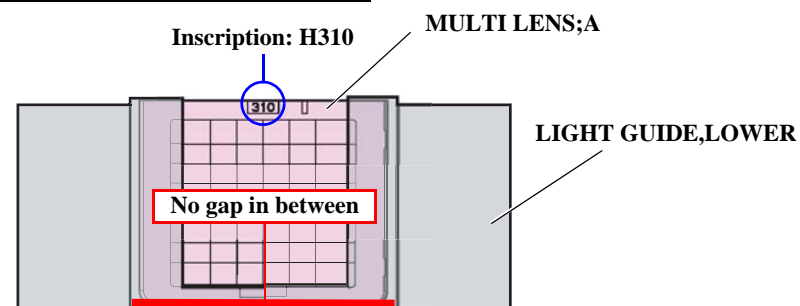 Inscription: H310
MULTI LENS;A
310
LIGHT GUIDE,LOWER
No gap in between